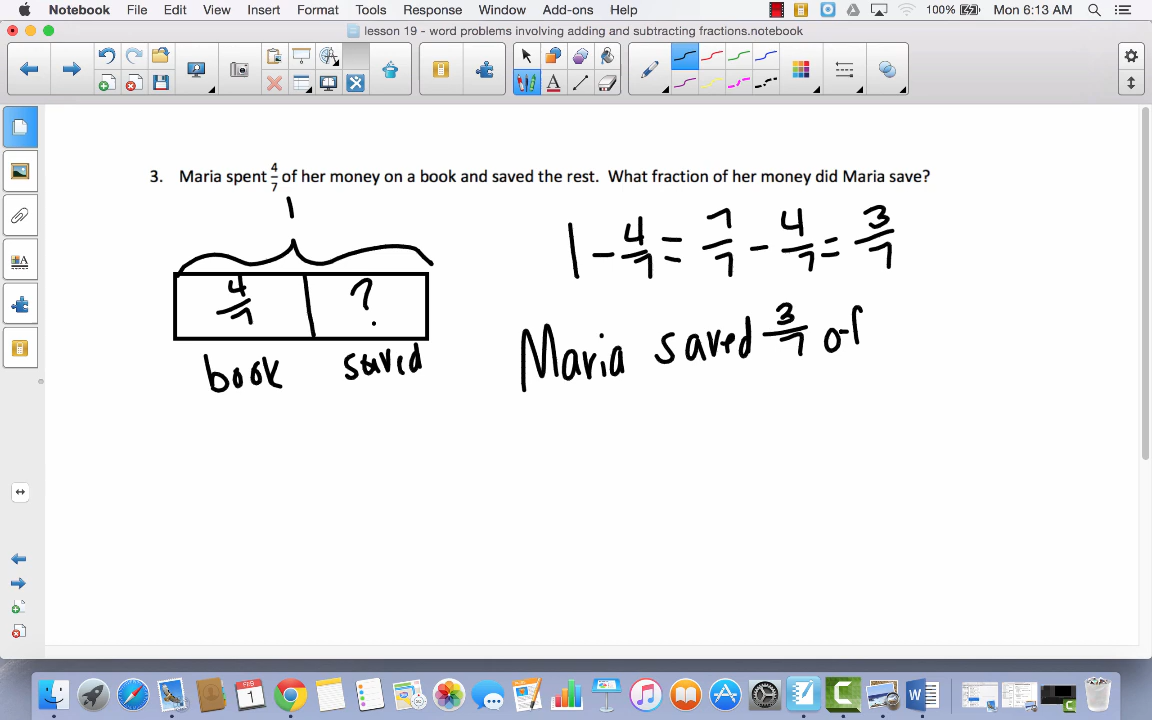 Notebook File Edit View Insert Format Tools Response Window Add-ons Help 100% Mon 6:13 AM
lesson 19 - word problems involving adding and subtracting fractions.notebook
3. Maria spent 4/7 of her money on a book and saved the rest. What fraction of her money did Maria save?
1
1 - 4/7 = 7/7 - 4/7 = 3/7
4/7 ?
book saved
Maria saved 3/7 of